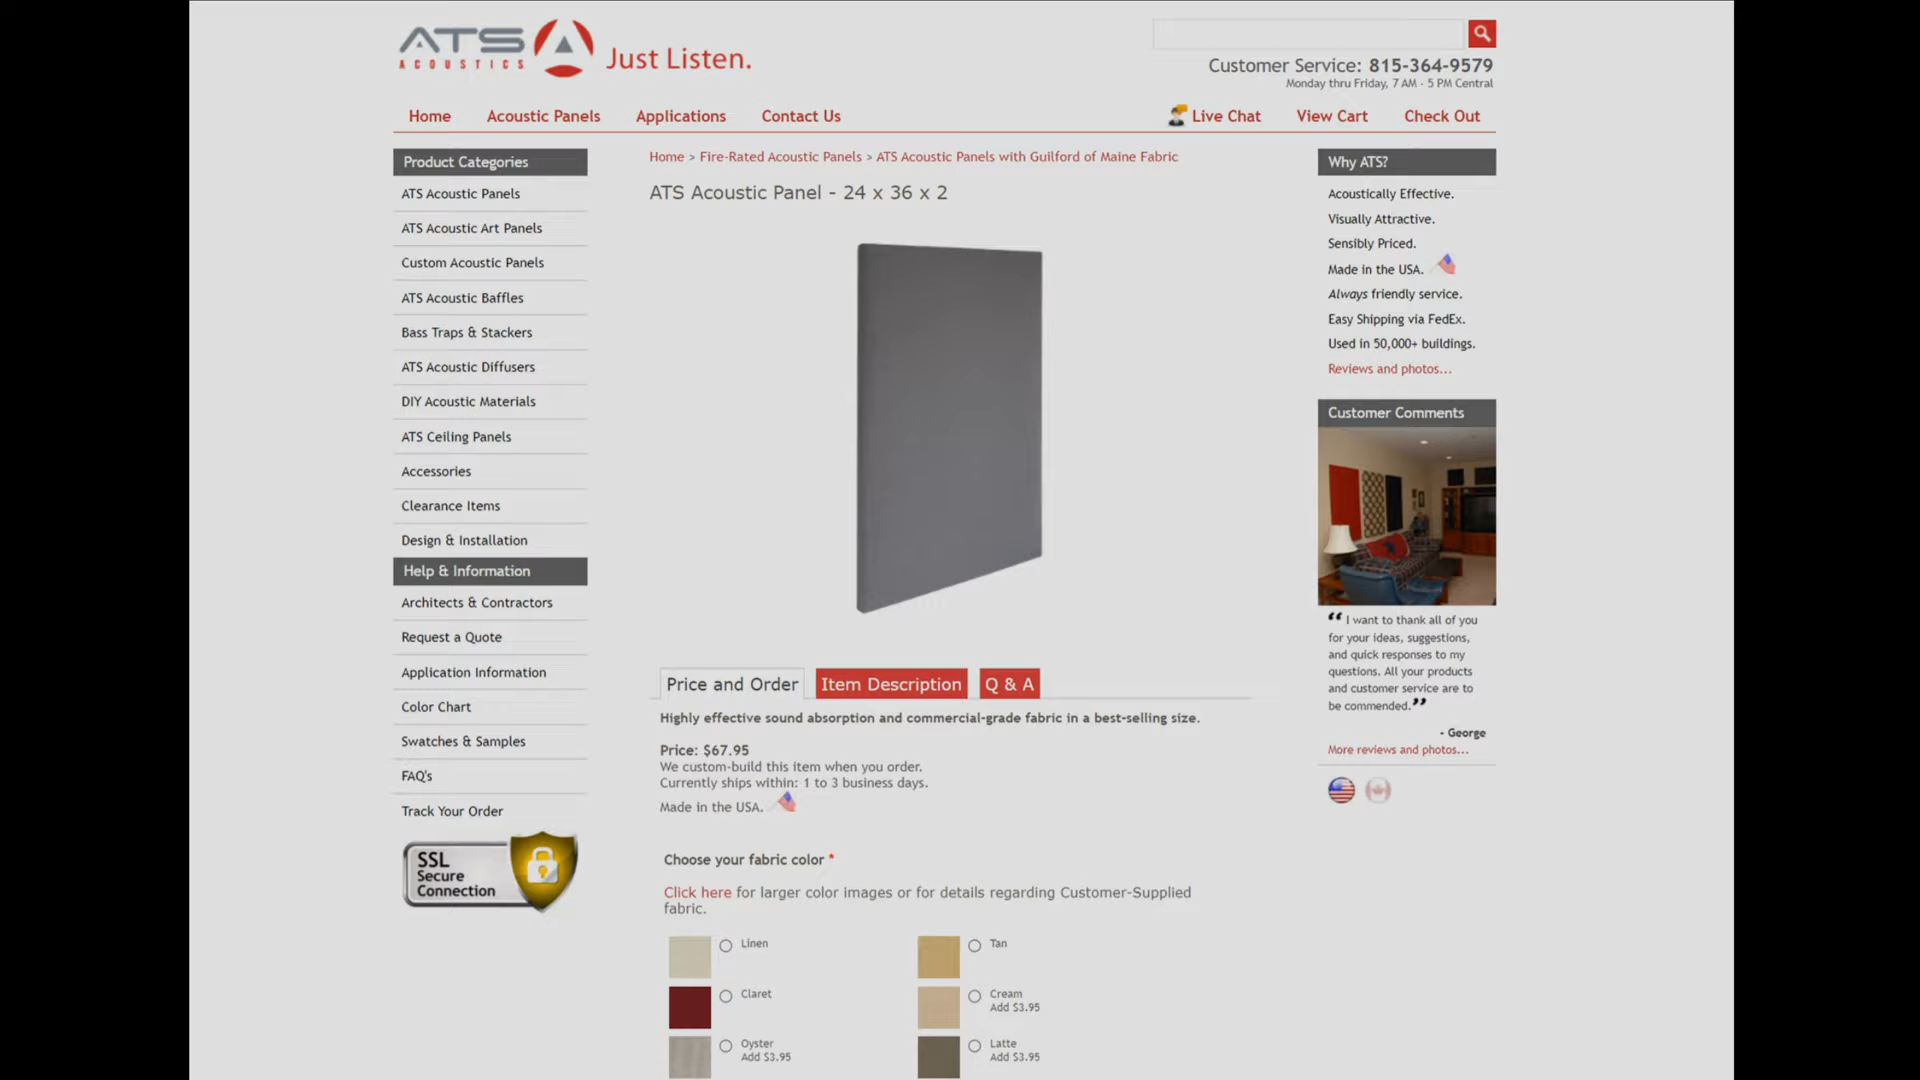 ATS
ACOUSTICS
Just Listen.
Customer Service: 815-364-9579
Monday thru Friday, 7 AM - 5 PM Central
Home
Acoustic Panels
Applications
Contact Us
Live Chat
View Cart
Check Out
Product Categories
ATS Acoustic Panels
ATS Acoustic Art Panels
Custom Acoustic Panels
ATS Acoustic Baffles
Bass Traps & Stackers
ATS Acoustic Diffusers
DIY Acoustic Materials
ATS Ceiling Panels
Accessories
Clearance Items
Design & Installation
Help & Information
Architects & Contractors
Request a Quote
Application Information
Color Chart
Swatches & Samples
FAQ's
Track Your Order
SSL
Secure
Connection
Home > Fire-Rated Acoustic Panels > ATS Acoustic Panels with Guilford of Maine Fabric
ATS Acoustic Panel - 24 x 36 x 2
Price and Order
Item Description
Q & A
Highly effective sound absorption and commercial-grade fabric in a best-selling size.
Price: $67.95
We custom-build this item when you order.
Currently ships within: 1 to 3 business days.
Made in the USA.
Choose your fabric color *
Click here for larger color images or for details regarding Customer-Supplied
fabric.
Linen
Tan
Claret
Cream
Add $3.95
Oyster
Add $3.95
Latte
Add $3.95
Why ATS?
Acoustically Effective.
Visually Attractive.
Sensibly Priced.
Made in the USA.
Always friendly service.
Easy Shipping via FedEx.
Used in 50,000+ buildings.
Reviews and photos...
Customer Comments
“ I want to thank all of you
for your ideas, suggestions,
and quick responses to my
questions. All your products
and customer service are to
be commended.”
- George
More reviews and photos...